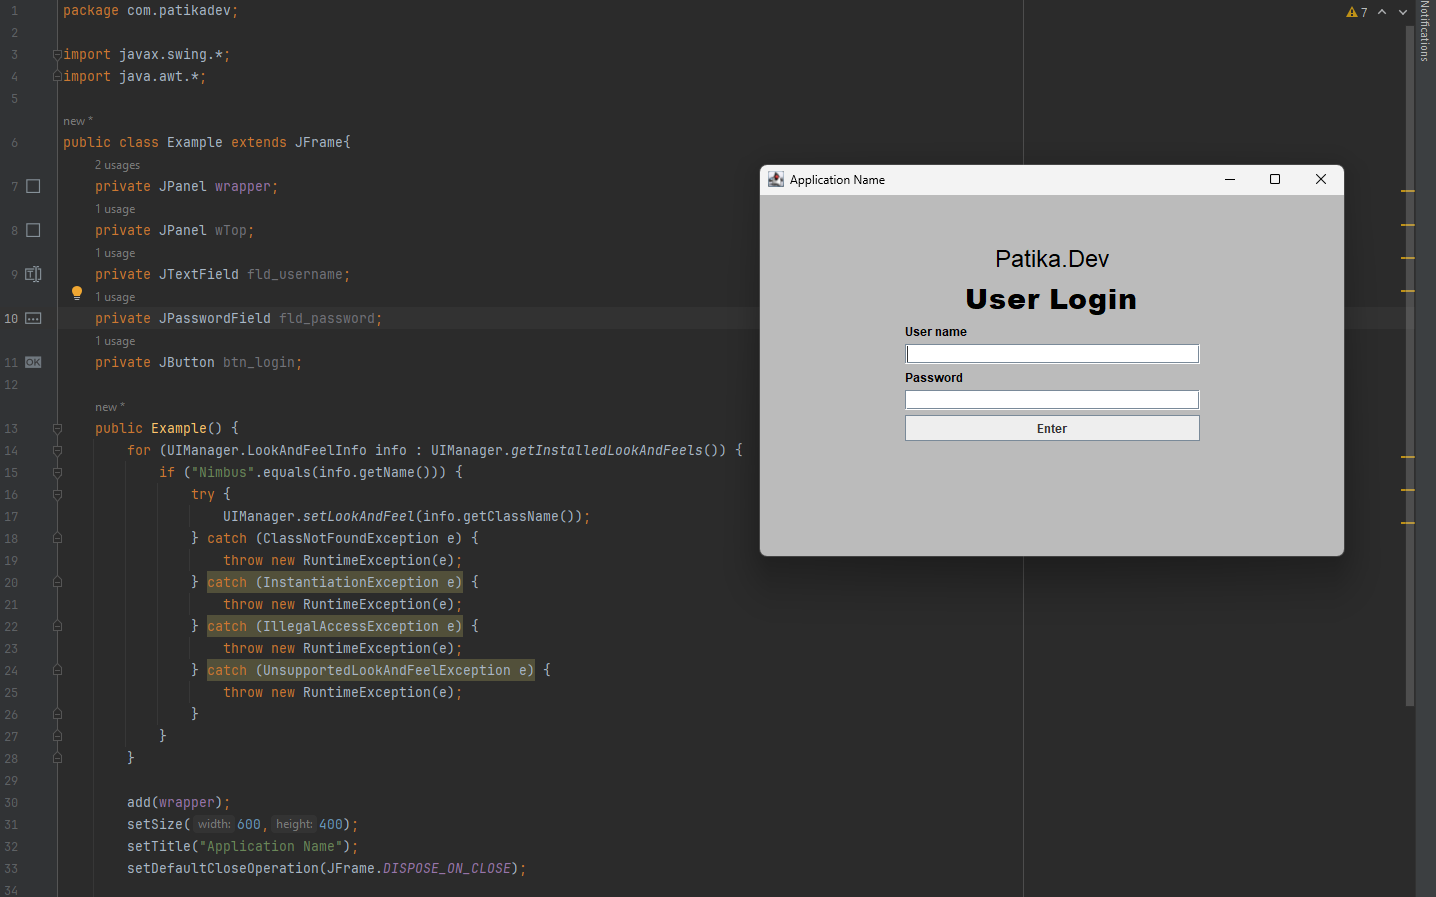 1 package com.patikadev;
2
3 import javax.swing.*;
4 import java.awt.*;
5
new *
6 public class Example extends JFrame{
2 usages
7 private JPanel wrapper;
1 usage
8 private JPanel wTop;
1 usage
9 private JTextField fld_username;
1 usage
10 private JPasswordField fld_password;
1 usage
11 OK private JButton btn_login;
12
new *
13 public Example() {
14 for (UIManager.LookAndFeelInfo info : UIManager.getInstalledLookAndFeels()) {
15 if ("Nimbus".equals(info.getName())) {
16 try {
17 UIManager.setLookAndFeel(info.getClassName());
18 } catch (ClassNotFoundException e) {
19 throw new RuntimeException(e);
20 } catch (InstantiationException e) {
21 throw new RuntimeException(e);
22 } catch (IllegalAccessException e) {
23 throw new RuntimeException(e);
24 } catch (UnsupportedLookAndFeelException e) {
25 throw new RuntimeException(e);
26 }
27 }
28 }
29
30 add(wrapper);
31 setSize( width: 600, height: 400);
32 setTitle("Application Name");
33 setDefaultCloseOperation(JFrame.DISPOSE_ON_CLOSE);
34
7
Notifications
Application Name
Patika.Dev
User Login
User name
Password
Enter